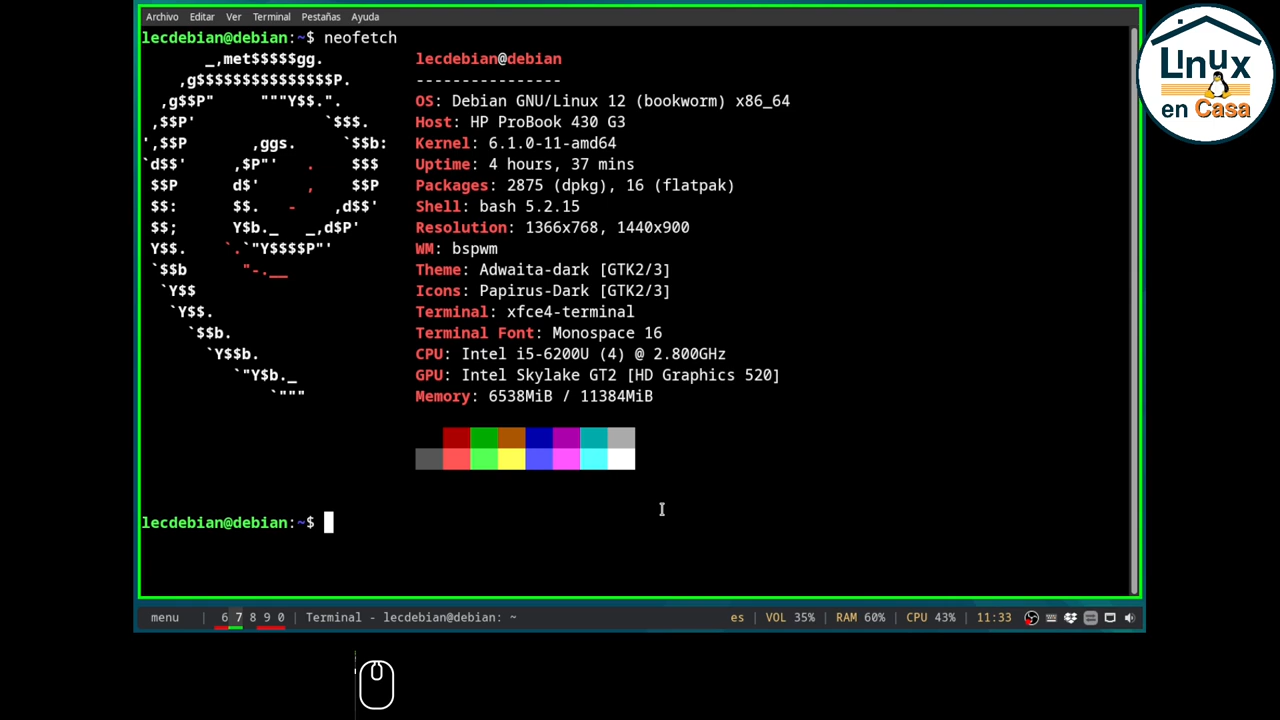 Archivo Editar Ver Terminal Pestañas Ayuda
lecdebian@debian:~$ neofetch
       _,met$$$$$gg.
    ,g$$$$$$$$$$$$$$$P.
  ,g$$P"     """Y$$.".
 ,$$P'              `$$$.
',$$P       ,ggs.     `$$b:
`d$$'     ,$P"'   .    $$$
 $$P      d$'     ,    $$P
 $$:      $$.   -    ,d$$'
 $$;      Y$b._   _,d$P'
 Y$$.    `.`"Y$$$$P"'
 `$$b      "-.__
  `Y$$
   `Y$$.
     `$$b.
       `Y$$b.
          `"Y$b._
              `"""
lecdebian@debian
----------------
OS: Debian GNU/Linux 12 (bookworm) x86_64
Host: HP ProBook 430 G3
Kernel: 6.1.0-11-amd64
Uptime: 4 hours, 37 mins
Packages: 2875 (dpkg), 16 (flatpak)
Shell: bash 5.2.15
Resolution: 1366x768, 1440x900
WM: bspwm
Theme: Adwaita-dark [GTK2/3]
Icons: Papirus-Dark [GTK2/3]
Terminal: xfce4-terminal
Terminal Font: Monospace 16
CPU: Intel i5-6200U (4) @ 2.800GHz
GPU: Intel Skylake GT2 [HD Graphics 520]
Memory: 6538MiB / 11384MiB
lecdebian@debian:~$
menu | 6 7 8 9 0 | Terminal - lecdebian@debian: ~
es | VOL 35% | RAM 60% | CPU 43% | 11:33
Linux
en Casa